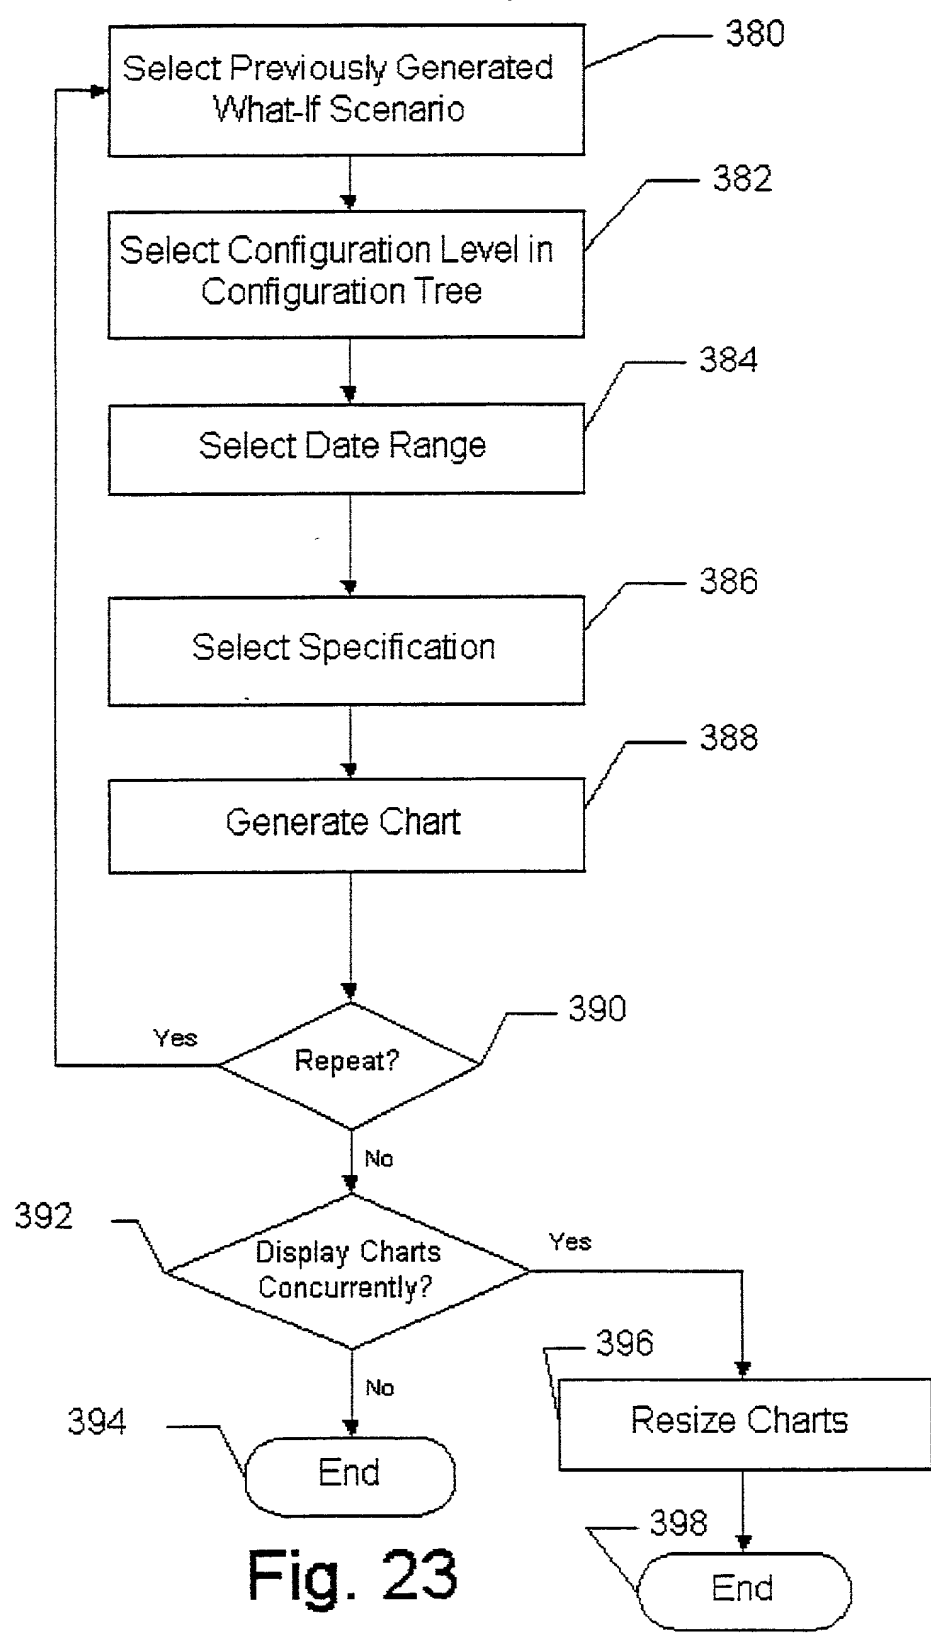 380
Select Previously Generated
What-If Scenario
382
Select Configuration Level in
Configuration Tree
384
Select Date Range
386
Select Specification
388
Generate Chart
390
Yes
Repeat?
No
392
Display Charts
Concurrently?
Yes
396
Resize Charts
No
394
End
398
End
Fig. 23